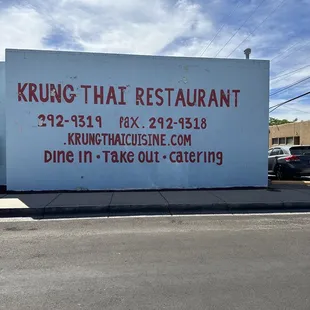 KRUNG THAI RESTAURANT
292-9319 FAX. 292-9318
.KRUNGTHAICUISINE.COM
DINE IN · TAKE OUT · CATERING